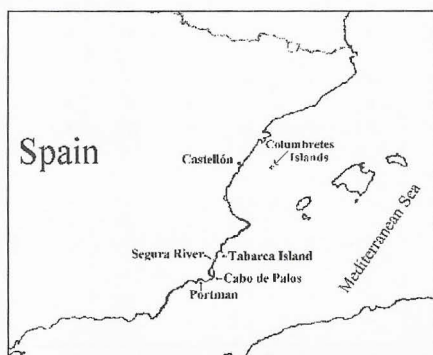 Columbretes
Islands
Spain
Castellón
Segura River
Tabarca Island
Mediterranean Sea
Cabo de Palos
Portman